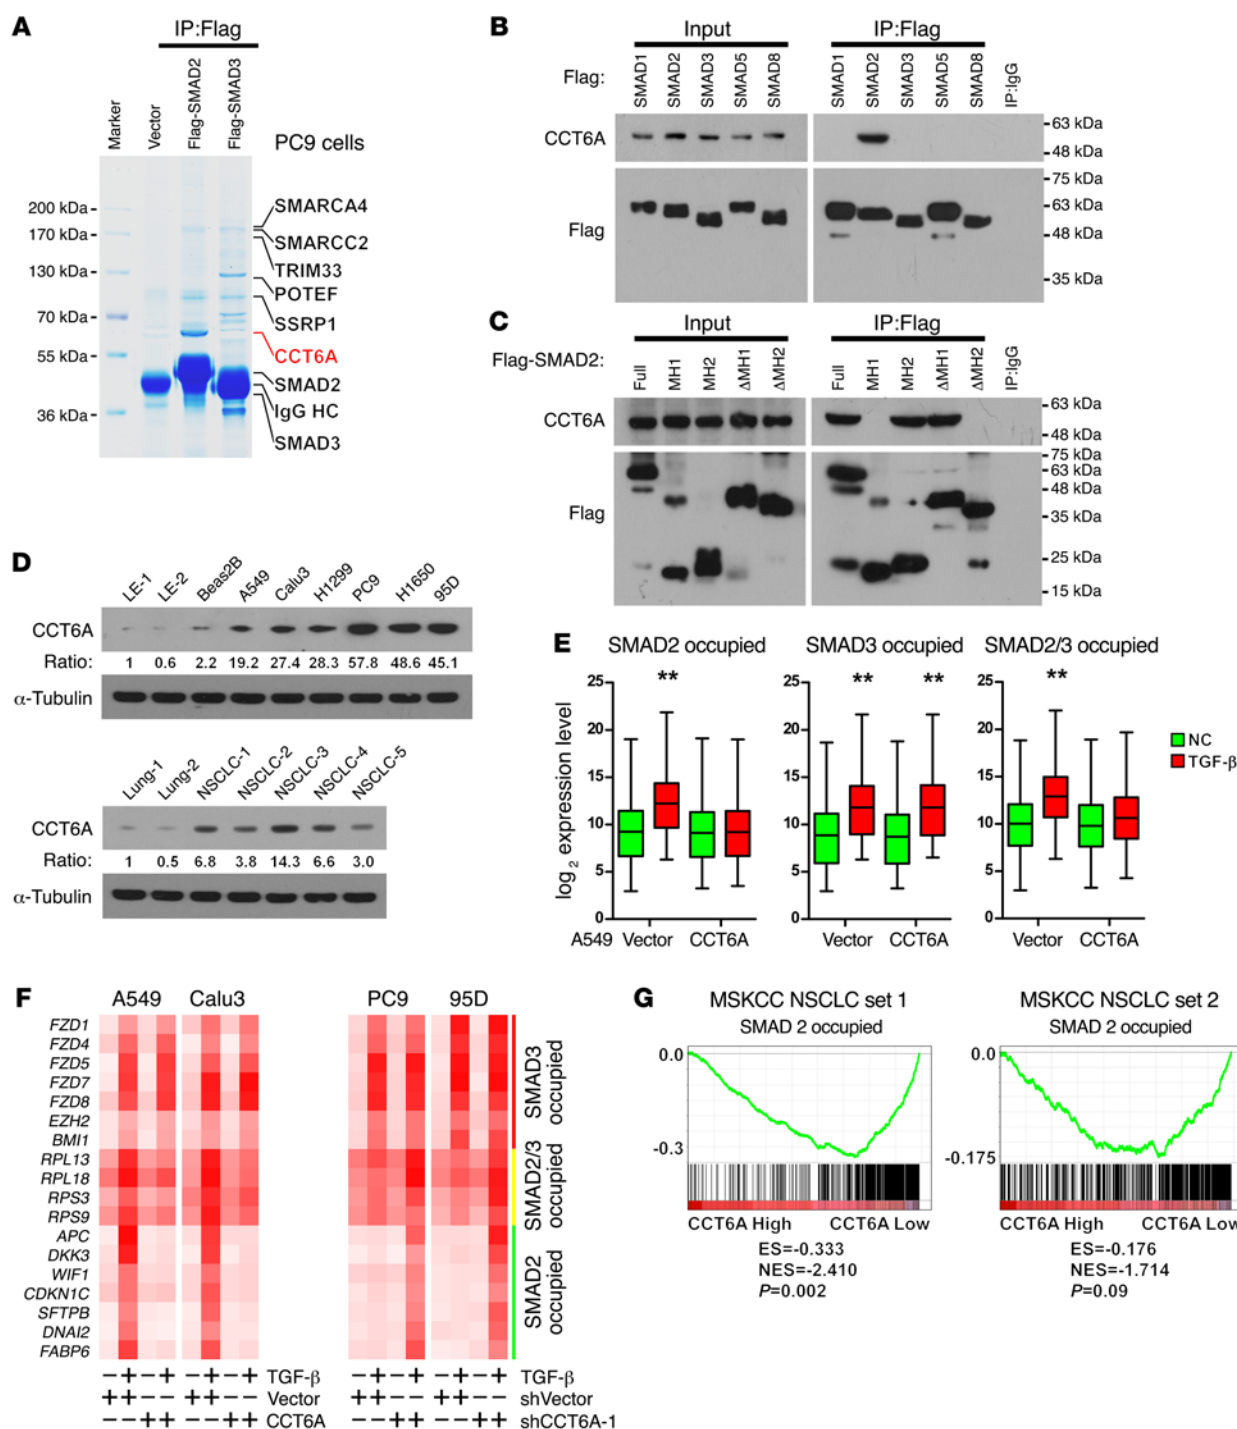 A
IP:Flag
Marker
Vector
Flag-SMAD2
Flag-SMAD3
PC9 cells
200 kDa
170 kDa
130 kDa
70 kDa
55 kDa
36 kDa
SMARCA4
SMARCC2
TRIM33
POTEF
SSRP1
CCT6A
SMAD2
IgG HC
SMAD3
B
Input
IP:Flag
Flag:
SMAD1
SMAD2
SMAD3
SMAD5
SMAD8
SMAD1
SMAD2
SMAD3
SMAD5
SMAD8
IP:IgG
CCT6A
63 kDa
48 kDa
Flag
75 kDa
63 kDa
48 kDa
35 kDa
C
Input
IP:Flag
Flag-SMAD2:
Full
MH1
MH2
ΔMH1
ΔMH2
Full
MH1
MH2
ΔMH1
ΔMH2
IP:IgG
CCT6A
63 kDa
48 kDa
Flag
75 kDa
63 kDa
48 kDa
35 kDa
25 kDa
15 kDa
D
LE-1
LE-2
Beas2B
A549
Calu3
H1299
PC9
H1650
95D
CCT6A
Ratio: 1 0.6 2.2 19.2 27.4 28.3 57.8 48.6 45.1
α-Tubulin
Lung-1
Lung-2
NSCLC-1
NSCLC-2
NSCLC-3
NSCLC-4
NSCLC-5
CCT6A
Ratio: 1 0.5 6.8 3.8 14.3 6.6 3.0
α-Tubulin
E
SMAD2 occupied
SMAD3 occupied
SMAD2/3 occupied
log2 expression level
25
20
15
10
5
0
**
25
20
15
10
5
0
** **
25
20
15
10
5
0
**
NC
TGF-β
A549 Vector CCT6A
Vector CCT6A
Vector CCT6A
F
A549 Calu3 PC9 95D
FZD1
FZD4
FZD5
FZD7
FZD8
EZH2
BMI1
RPL13
RPL18
RPS3
RPS9
APC
DKK3
WIF1
CDKN1C
SFTPB
DNAI2
FABP6
SMAD3 occupied
SMAD2/3 occupied
SMAD2 occupied
−+−+ −+−+ TGF-β −+−+ −+−+ TGF-β
++−− ++−− Vector ++−− ++−− shVector
−−++ −−++ CCT6A −−++ −−++ shCCT6A-1
G
MSKCC NSCLC set 1
SMAD 2 occupied
0.0
-0.3
CCT6A High CCT6A Low
ES=-0.333
NES=-2.410
P=0.002
MSKCC NSCLC set 2
SMAD 2 occupied
0.0
-0.175
CCT6A High CCT6A Low
ES=-0.176
NES=-1.714
P=0.09